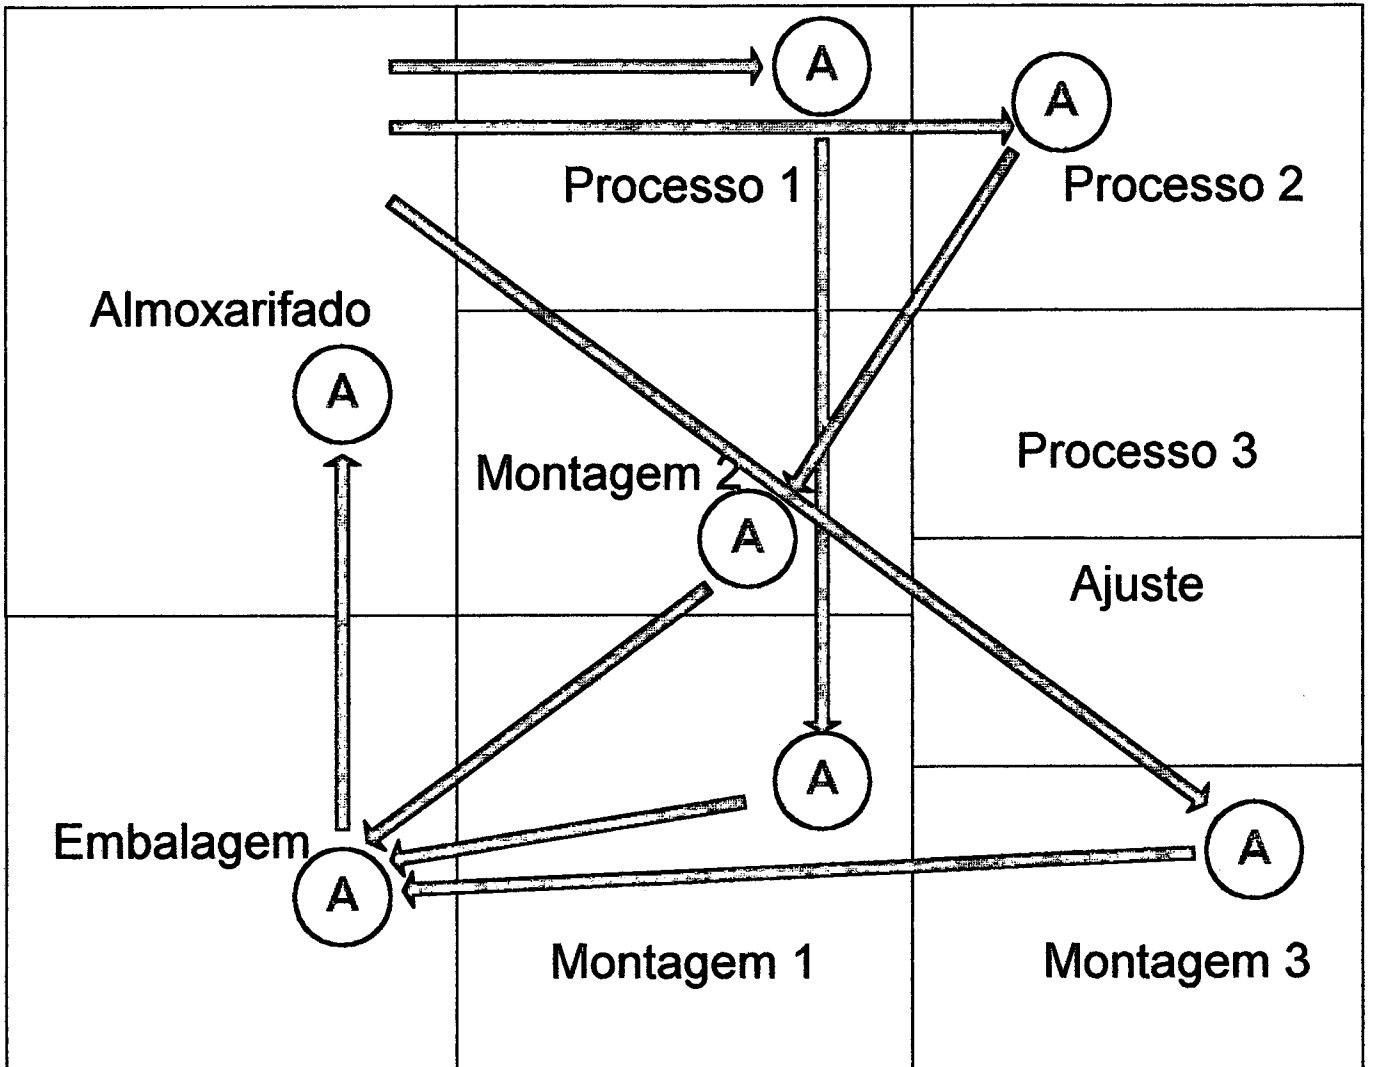 A
A
Processo 1
Processo 2
Almoxarifado
A
Processo 3
Montagem 2
A
Ajuste
A
Embalagem
A
A
Montagem 1
Montagem 3